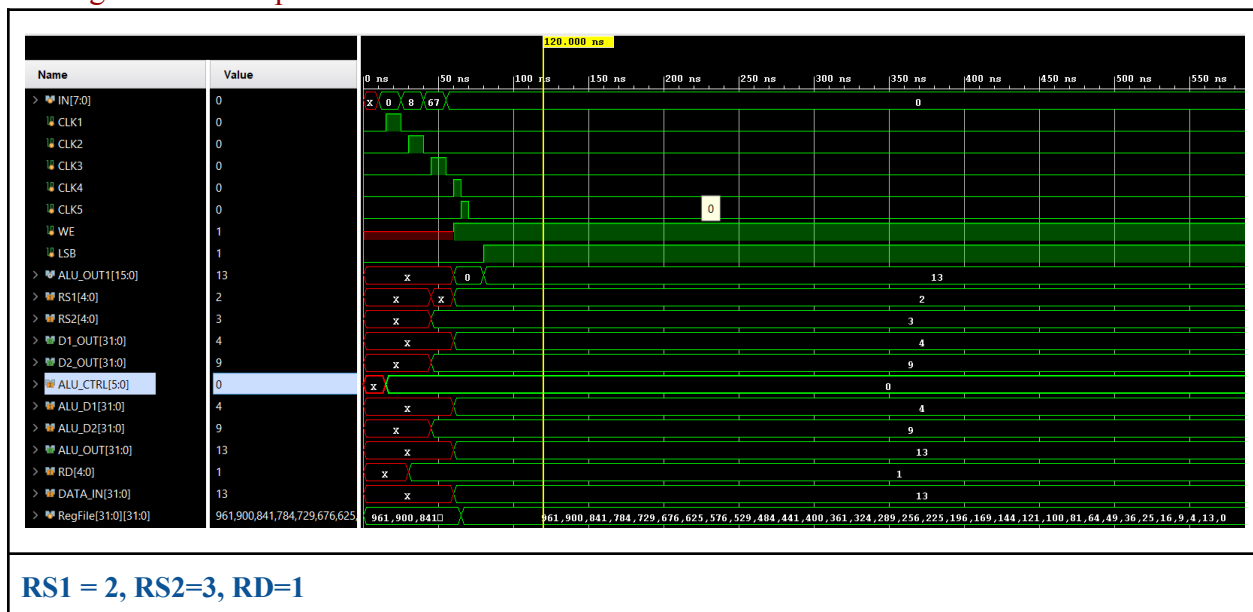 120.000 ns
Name Value 0 ns 50 ns 100 ns 150 ns 200 ns 250 ns 300 ns 350 ns 400 ns 450 ns 500 ns 550 ns
> IN[7:0] 0 x 0 8 67 0
CLK1 0
CLK2 0
CLK3 0
CLK4 0
CLK5 0 0
WE 1
LSB 1
> ALU_OUT1[15:0] 13 x 0 13
> RS1[4:0] 2 x x 2
> RS2[4:0] 3 x 3
> D1_OUT[31:0] 4 x 4
> D2_OUT[31:0] 9 x 9
> ALU_CTRL[5:0] 0 x 0
> ALU_D1[31:0] 4 x 4
> ALU_D2[31:0] 9 x 9
> ALU_OUT[31:0] 13 x 13
> RD[4:0] 1 x 1
> DATA_IN[31:0] 13 x 13
> RegFile[31:0][31:0] 961,900,841,784,729,676,625, 961,900,841□ 961,900,841,784,729,676,625,576,529,484,441,400,361,324,289,256,225,196,169,144,121,100,81,64,49,36,25,16,9,4,13,0
RS1 = 2, RS2=3, RD=1